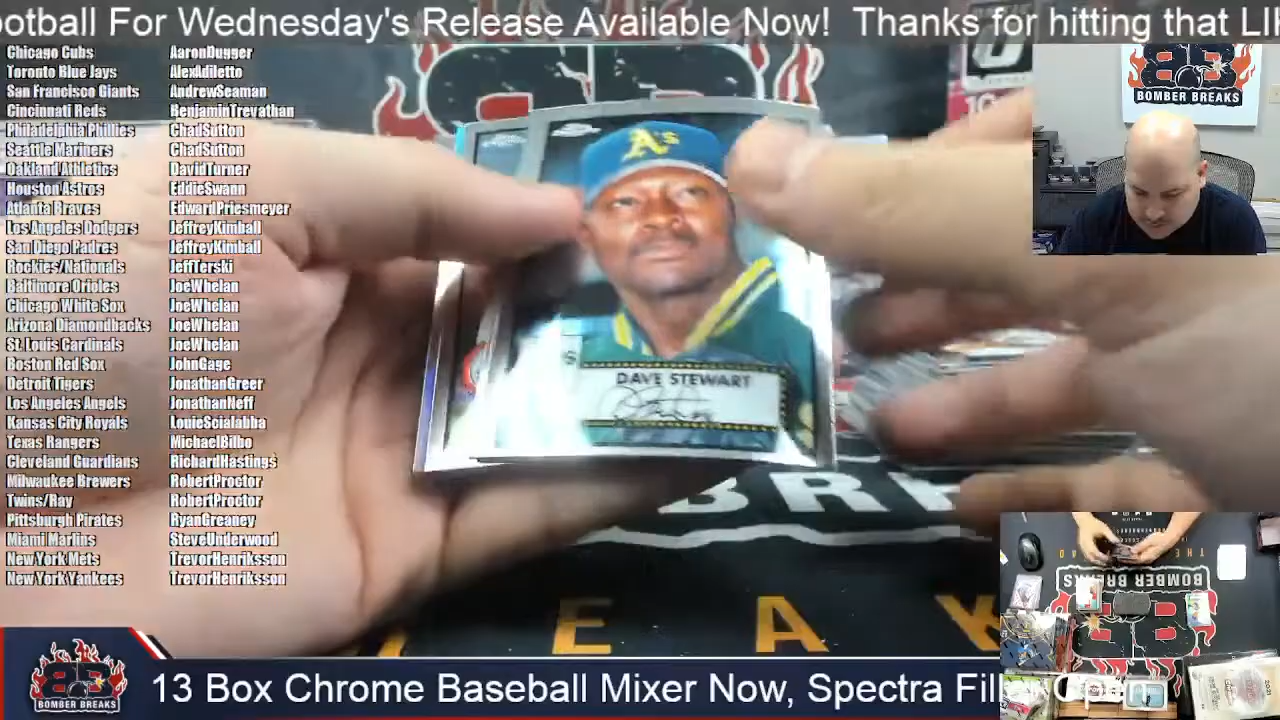 ootball For Wednesday's Release Available Now!  Thanks for hitting that LI
Chicago Cubs AaronDugger
Toronto Blue Jays AlexAdiletto
San Francisco Giants AndrewSeaman
Cincinnati Reds BenjaminTrevathan
Philadelphia Phillies ChadSutton
Seattle Mariners ChadSutton
Oakland Athletics DavidTurner
Houston Astros EddieSwann
Atlanta Braves EdwardPriesmeyer
Los Angeles Dodgers JeffreyKimball
San Diego Padres JeffreyKimball
Rockies/Nationals JeffTerski
Baltimore Orioles JoeWhelan
Chicago White Sox JoeWhelan
Arizona Diamondbacks JoeWhelan
St. Louis Cardinals JoeWhelan
Boston Red Sox JohnGage
Detroit Tigers JonathanGreer
Los Angeles Angels JonathanNeff
Kansas City Royals LouieScialabba
Texas Rangers MichaelBilbo
Cleveland Guardians RichardHastings
Milwaukee Brewers RobertProctor
Twins/Ray RobertProctor
Pittsburgh Pirates RyanGreaney
Miami Marlins SteveUnderwood
New York Mets TrevorHenriksson
New York Yankees TrevorHenriksson
A's
DAVE STEWART
BRE
E A K
BOMBER BREAKS
BOMBER BREAKS
BOMBER BREAKS
13 Box Chrome Baseball Mixer Now, Spectra Filler Open